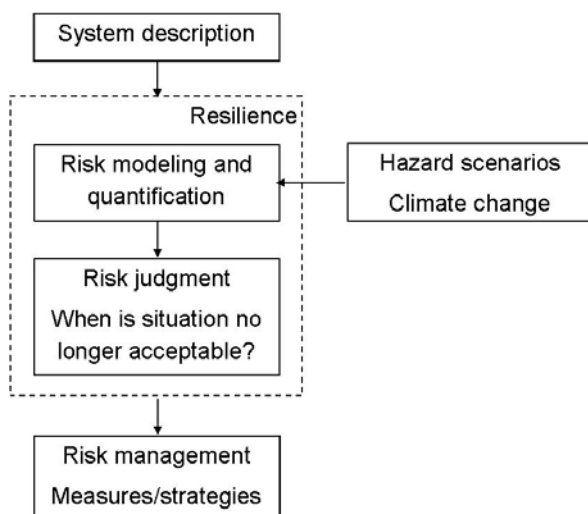 System description
Resilience
Risk modeling and
quantification
Hazard scenarios
Climate change
Risk judgment
When is situation no
longer acceptable?
Risk management
Measures/strategies